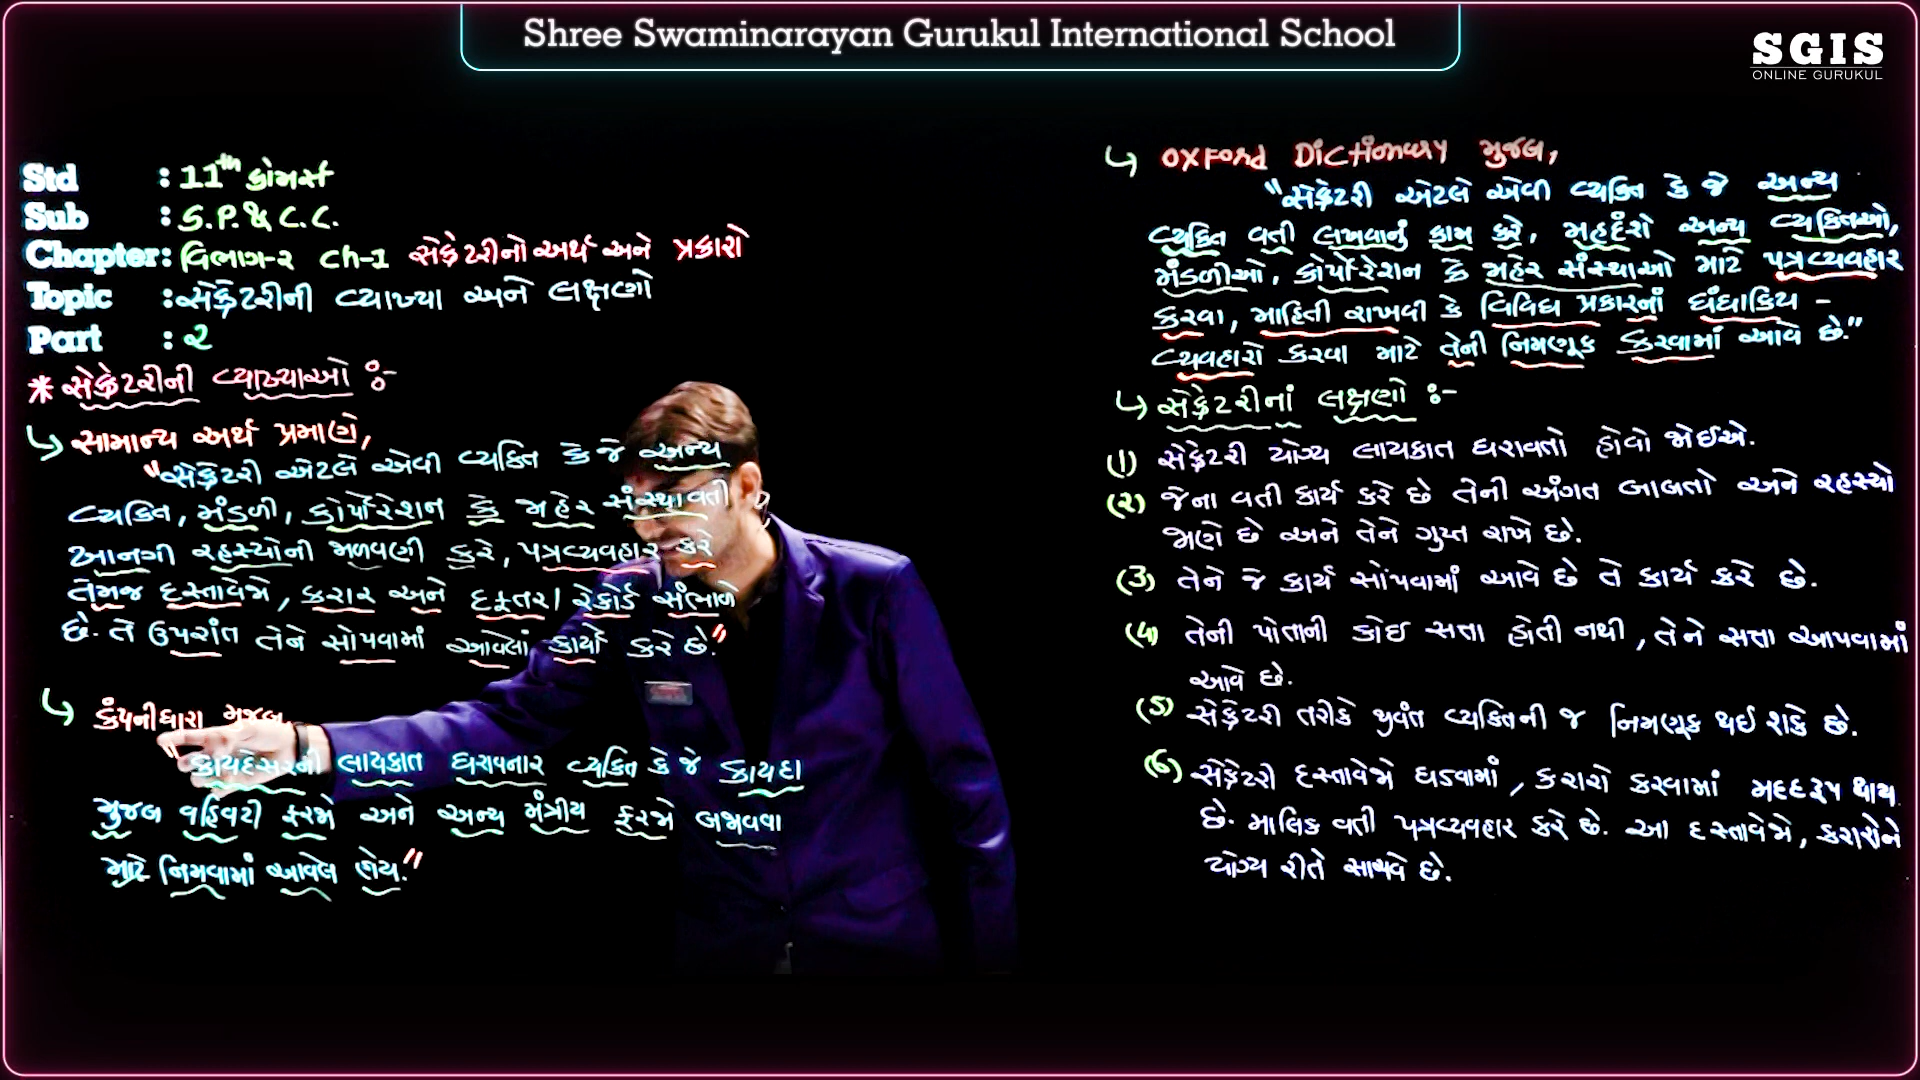 Shree Swaminarayan Gurukul International School
SGIS
ONLINE GURUKUL
Std : 11th કોમર્સ
Sub : S.P. & C.C.
Chapter : વિભાગ-૨ Ch-1 સેક્રેટરીનો અર્થ અને પ્રકારો
Topic : સેક્રેટરીની વ્યાખ્યા અને લક્ષણો
Part : ૨
* સેક્રેટરીની વ્યાખ્યાઓ :-
↳ સામાન્ય અર્થ પ્રમાણે,
"સેક્રેટરી એટલે એવી વ્યક્તિ કે જે અન્ય
વ્યક્તિ, મંડળી, કોર્પોરેશન કે જાહેર સંસ્થાવતી
ખાનગી રહસ્યોની જાળવણી કરે, પત્રવ્યવહાર કરે
તેમજ દસ્તાવેજો, કરાર અને દફતરી રેકોર્ડ સંભાળે
છે. તે ઉપરાંત તેને સોંપવામાં આવેલાં કાર્યો કરે છે."
↳ કંપનીધારા મુજબ,
કાયદેસરની લાયકાત ધરાવનાર વ્યક્તિ કે જે કાયદા
મુજબ વહિવટી ફરજો અને અન્ય મંત્રીય ફરજો બજાવવા
માટે નિમવામાં આવેલ હોય."
↳ Oxford Dictionary મુજબ,
"સેક્રેટરી એટલે એવી વ્યક્તિ કે જે અન્ય
વ્યક્તિ વતી લખવાનું કામ કરે, મહદંશે અન્ય વ્યક્તિઓ,
મંડળીઓ, કોર્પોરેશન કે જાહેર સંસ્થાઓ માટે પત્રવ્યવહાર
કરવા, માહિતી રાખવી કે વિવિધ પ્રકારનાં ધંધાકિય -
વ્યવહારો કરવા માટે તેની નિમણૂક કરવામાં આવે છે."
↳ સેક્રેટરીનાં લક્ષણો :-
(૧) સેક્રેટરી યોગ્ય લાયકાત ધરાવતો હોવો જોઈએ.
(૨) જેના વતી કાર્ય કરે છે તેની અંગત બાબતો અને રહસ્યો
જાણે છે અને તેને ગુપ્ત રાખે છે.
(૩) તેને જે કાર્ય સોંપવામાં આવે છે તે કાર્ય કરે છે.
(૪) તેની પોતાની કોઈ સત્તા હોતી નથી, તેને સત્તા આપવામાં
આવે છે.
(5) સેક્રેટરી તરીકે જીવંત વ્યક્તિની જ નિમણૂક થઈ શકે છે.
(૬) સેક્રેટરી દસ્તાવેજો ઘડવામાં, કરારો કરવામાં મદદરૂપ થાય
છે. માલિક વતી પત્રવ્યવહાર કરે છે. આ દસ્તાવેજો, કરારોને
યોગ્ય રીતે સાચવે છે.